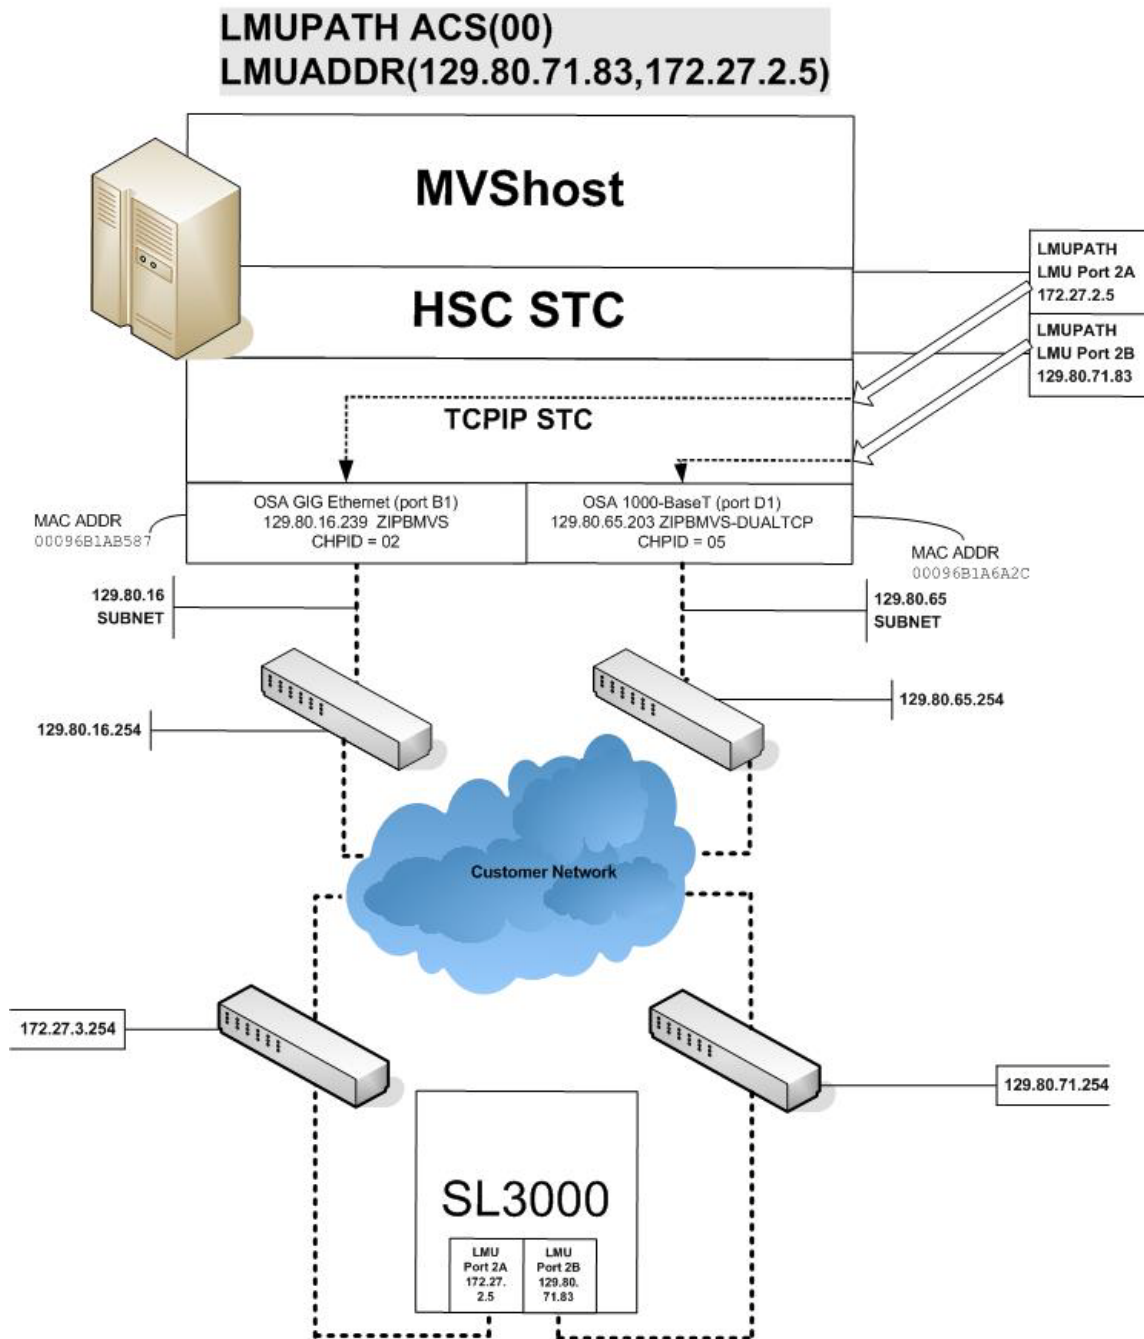 LMUPATH ACS(00)
LMUADDR(129.80.71.83,172.27.2.5)
MVShost
HSC STC
LMUPATH
LMU Port 2A
172.27.2.5
LMUPATH
LMU Port 2B
129.80.71.83
TCPIP STC
OSA GIG Ethernet (port B1)
129.80.16.239 ZIPBMVS
CHPID = 02
OSA 1000-BaseT (port D1)
129.80.65.203 ZIPBMVS-DUALTCP
CHPID = 05
MAC ADDR
00096B1AB587
MAC ADDR
00096B1A6A2C
129.80.16
SUBNET
129.80.65
SUBNET
129.80.16.254
129.80.65.254
Customer Network
172.27.3.254
129.80.71.254
SL3000
LMU
Port 2A
172.27.
2.5
LMU
Port 2B
129.80.
71.83